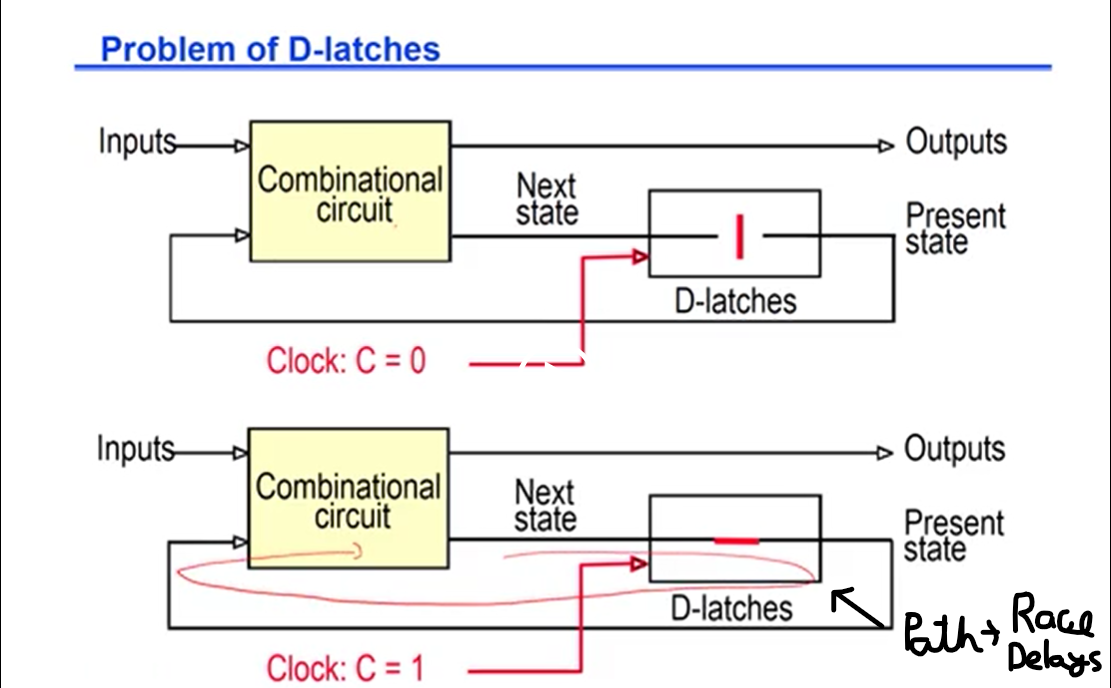 Problem of D-latches
Inputs
Combinational
circuit
Outputs
Next
state
Present
state
D-latches
Clock: C = 0
Inputs
Combinational
circuit
Outputs
Next
state
Present
state
D-latches
Clock: C = 1
Path → Race
Delays